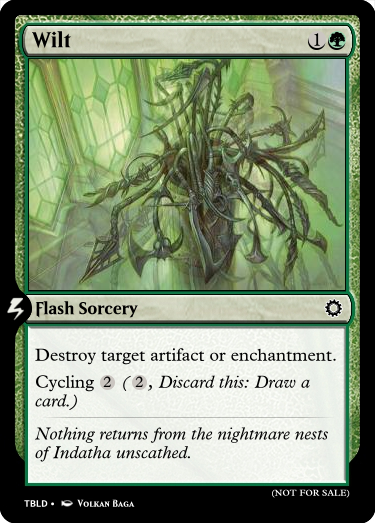 Wilt 1
Flash Sorcery
Destroy target artifact or enchantment.
Cycling 2 ( 2, Discard this: Draw a
card.)
Nothing returns from the nightmare nests
of Indatha unscathed.
(NOT FOR SALE)
TBLD • Volkan Baga